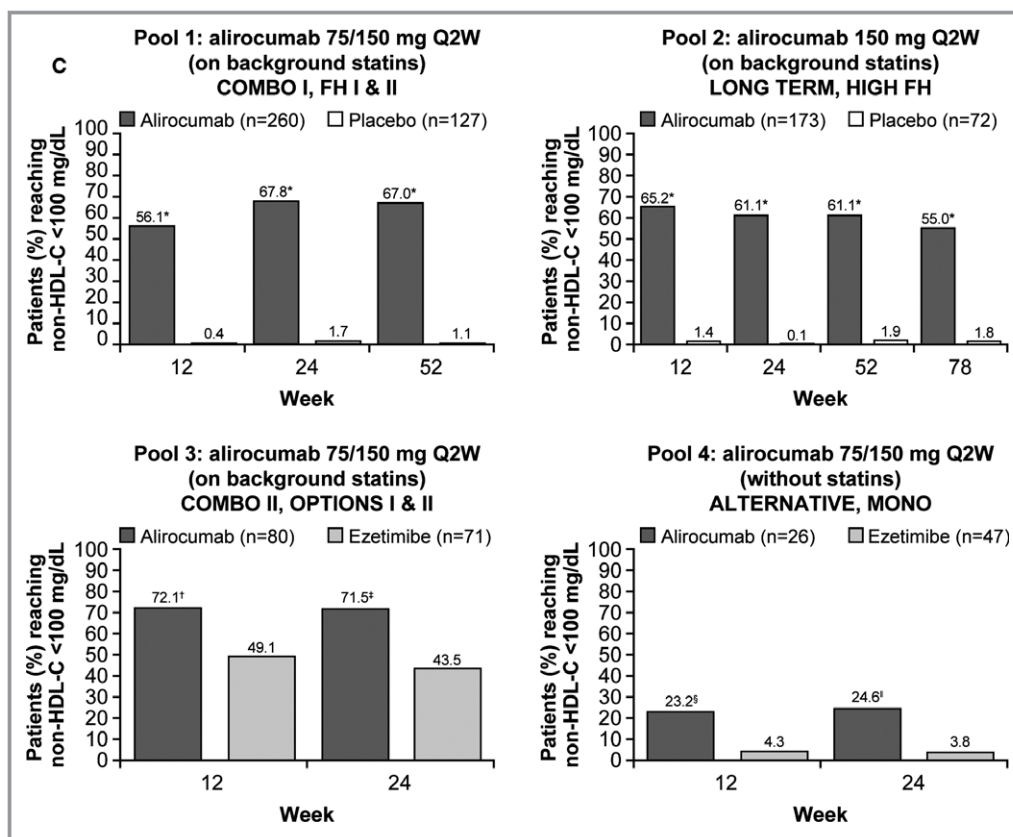 C
Pool 1: alirocumab 75/150 mg Q2W
(on background statins)
COMBO I, FH I & II
Alirocumab (n=260) Placebo (n=127)
Patients (%) reaching
non-HDL-C <100 mg/dL
100
90
80
70
60
50
40
30
20
10
0
56.1*
0.4
67.8*
1.7
67.0*
1.1
12 24 52
Week
Pool 2: alirocumab 150 mg Q2W
(on background statins)
LONG TERM, HIGH FH
Alirocumab (n=173) Placebo (n=72)
Patients (%) reaching
non-HDL-C <100 mg/dL
100
90
80
70
60
50
40
30
20
10
0
65.2*
1.4
61.1*
0.1
61.1*
1.9
55.0*
1.8
12 24 52 78
Week
Pool 3: alirocumab 75/150 mg Q2W
(on background statins)
COMBO II, OPTIONS I & II
Alirocumab (n=80) Ezetimibe (n=71)
Patients (%) reaching
non-HDL-C <100 mg/dL
100
90
80
70
60
50
40
30
20
10
0
72.1†
49.1
71.5‡
43.5
12 24
Week
Pool 4: alirocumab 75/150 mg Q2W
(without statins)
ALTERNATIVE, MONO
Alirocumab (n=26) Ezetimibe (n=47)
Patients (%) reaching
non-HDL-C <100 mg/dL
100
90
80
70
60
50
40
30
20
10
0
23.2§
4.3
24.6‖
3.8
12 24
Week